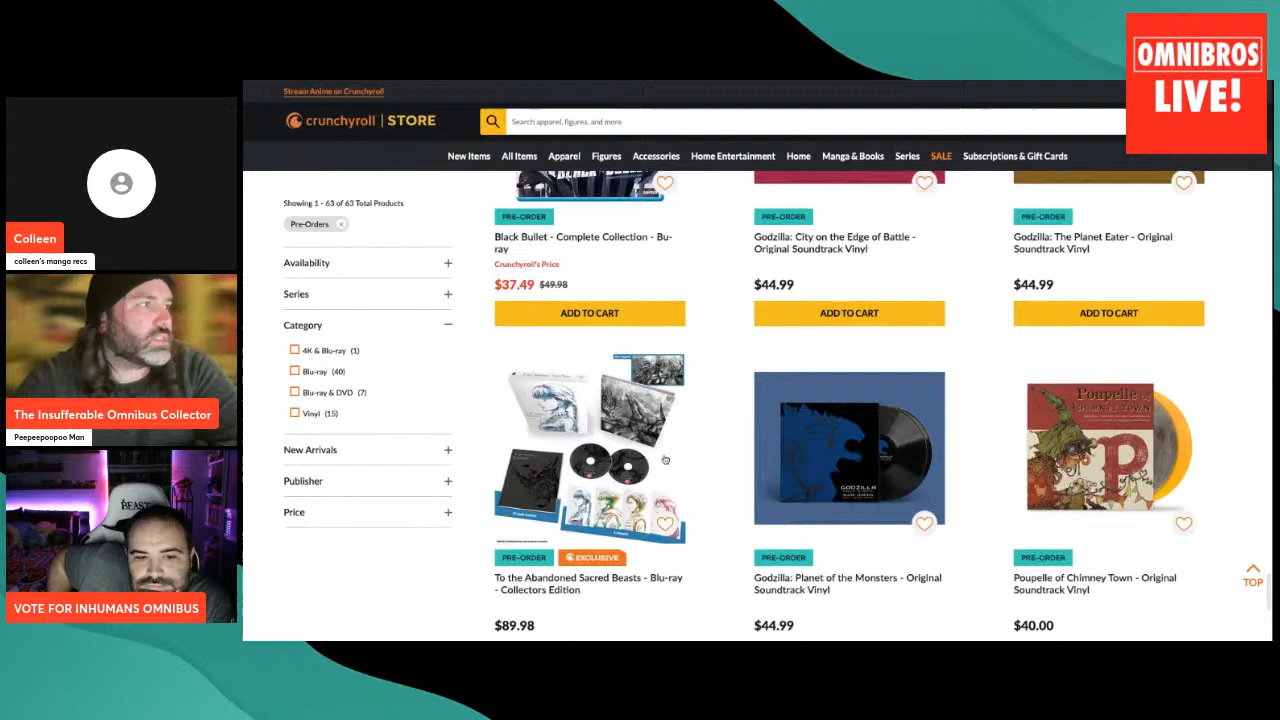 OMNIBROS
LIVE!
Stream Anime on Crunchyroll
crunchyroll | STORE
Search apparel, figures, and more
New Items All Items Apparel Figures Accessories Home Entertainment Home Manga & Books Series SALE Subscriptions & Gift Cards
Showing 1 - 63 of 63 Total Products
Pre-Orders
Availability
Series
Category
4K & Blu-ray (1)
Blu-ray (40)
Blu-ray & DVD (7)
Vinyl (15)
New Arrivals
Publisher
Price
PRE-ORDER
Black Bullet - Complete Collection - Bu-
ray
Crunchyroll's Price
$37.49 $49.98
ADD TO CART
PRE-ORDER
Godzilla: City on the Edge of Battle -
Original Soundtrack Vinyl
$44.99
ADD TO CART
PRE-ORDER
Godzilla: The Planet Eater - Original
Soundtrack Vinyl
$44.99
ADD TO CART
PRE-ORDER EXCLUSIVE
To the Abandoned Sacred Beasts - Blu-ray
- Collectors Edition
$89.98
GODZILLA
PRE-ORDER
Godzilla: Planet of the Monsters - Original
Soundtrack Vinyl
$44.99
Poupelle of
CHIMNEY TOWN
P
PRE-ORDER
Poupelle of Chimney Town - Original
Soundtrack Vinyl
$40.00
TOP
Colleen
colleen's manga recs
The Insufferable Omnibus Collector
Peepeepoopoo Man
BEAST
VOTE FOR INHUMANS OMNIBUS